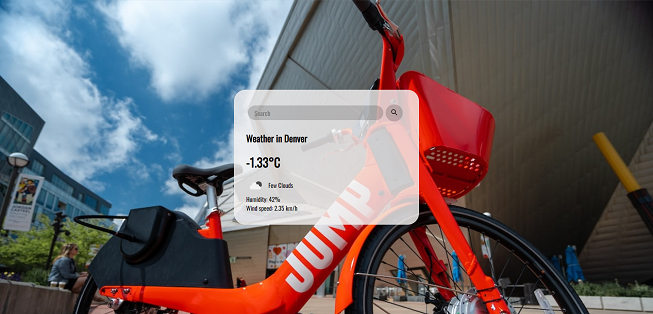 Search
Weather in Denver
-1.33°C
Few Clouds
Humidity: 42%
Wind speed: 2.35 km/h
JUMP